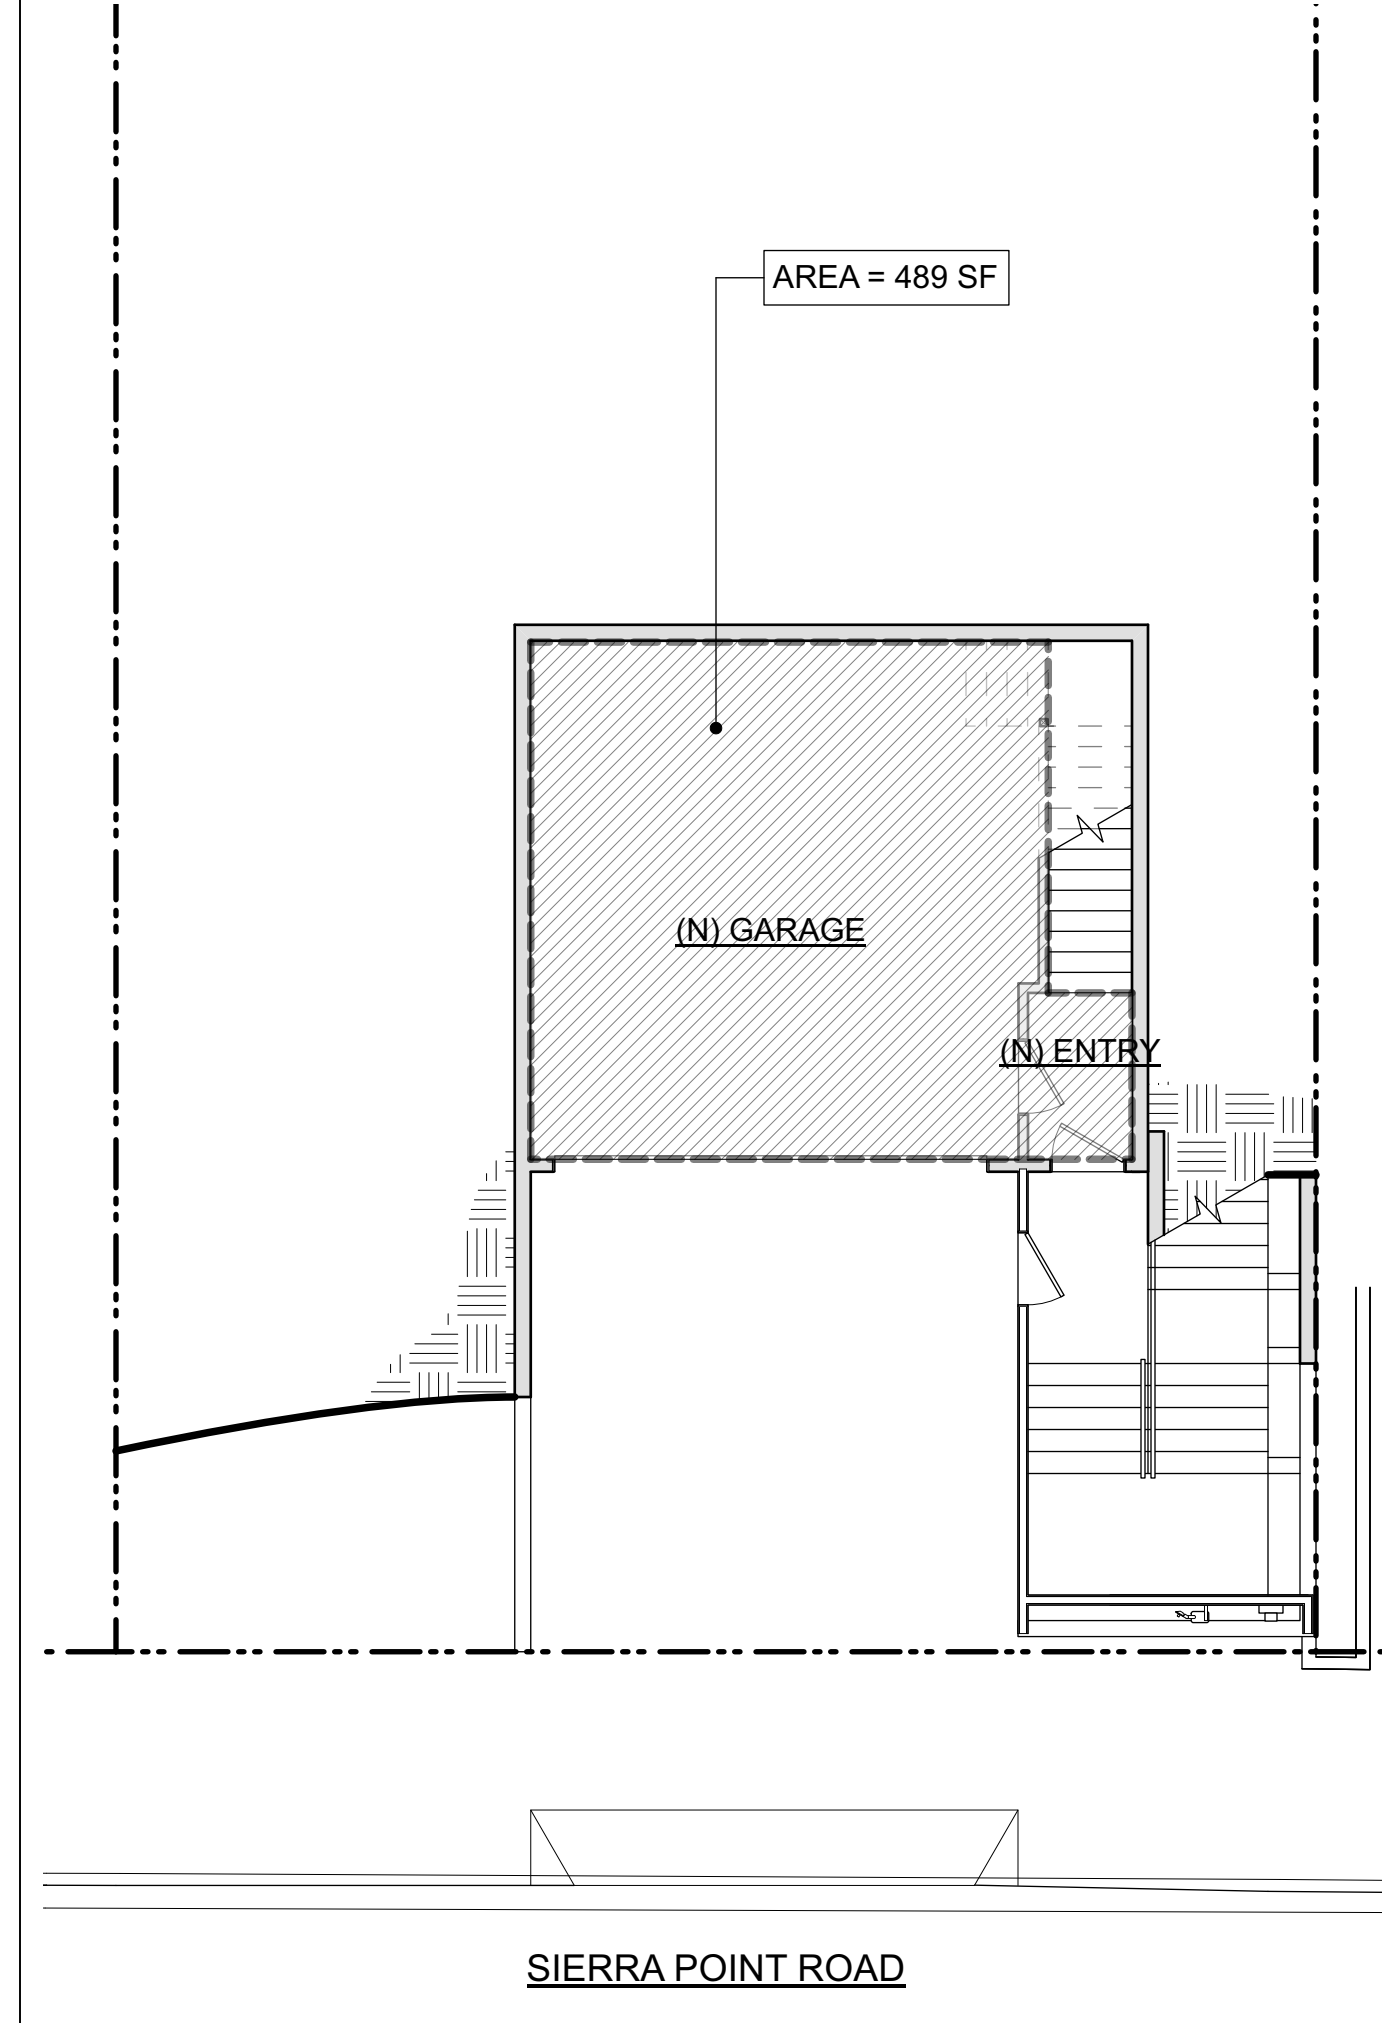 AREA = 489 SF
(N) GARAGE
(N) ENTRY
SIERRA POINT ROAD